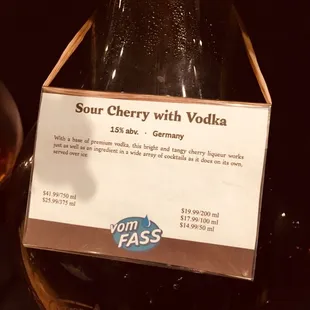 Sour Cherry with Vodka
15% abv. · Germany
With a base of premium vodka, this bright and tangy cherry liqueur works
just as well as an ingredient in a wide array of cocktails as it does on its own,
served over ice.
$41.99/750 ml
$25.99/375 ml
$19.99/200 ml
$17.99/100 ml
$14.99/50 ml
vom
FASS